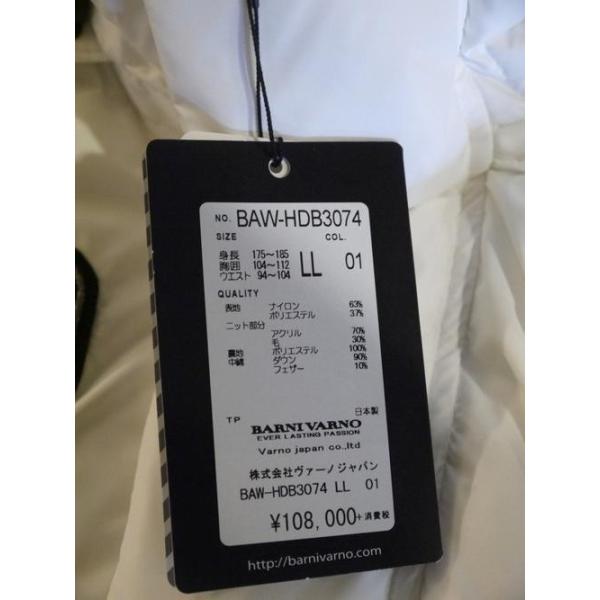 NO. BAW-HDB3074
SIZE COL.
身長 175~185
胸囲 104~112 LL 01
ウエスト 94~104
QUALITY
表地 ナイロン 63%
ポリエステル 37%
ニット部分
アクリル 70%
毛 30%
裏地 ポリエステル 100%
中綿 ダウン 90%
フェザー 10%
TP 日本製
BARNI VARNO
EVER LASTING PASSION
Varno japan co.,ltd
株式会社ヴァーノジャパン
BAW-HDB3074 LL 01
¥108,000+消費税
http://barnivarno.com